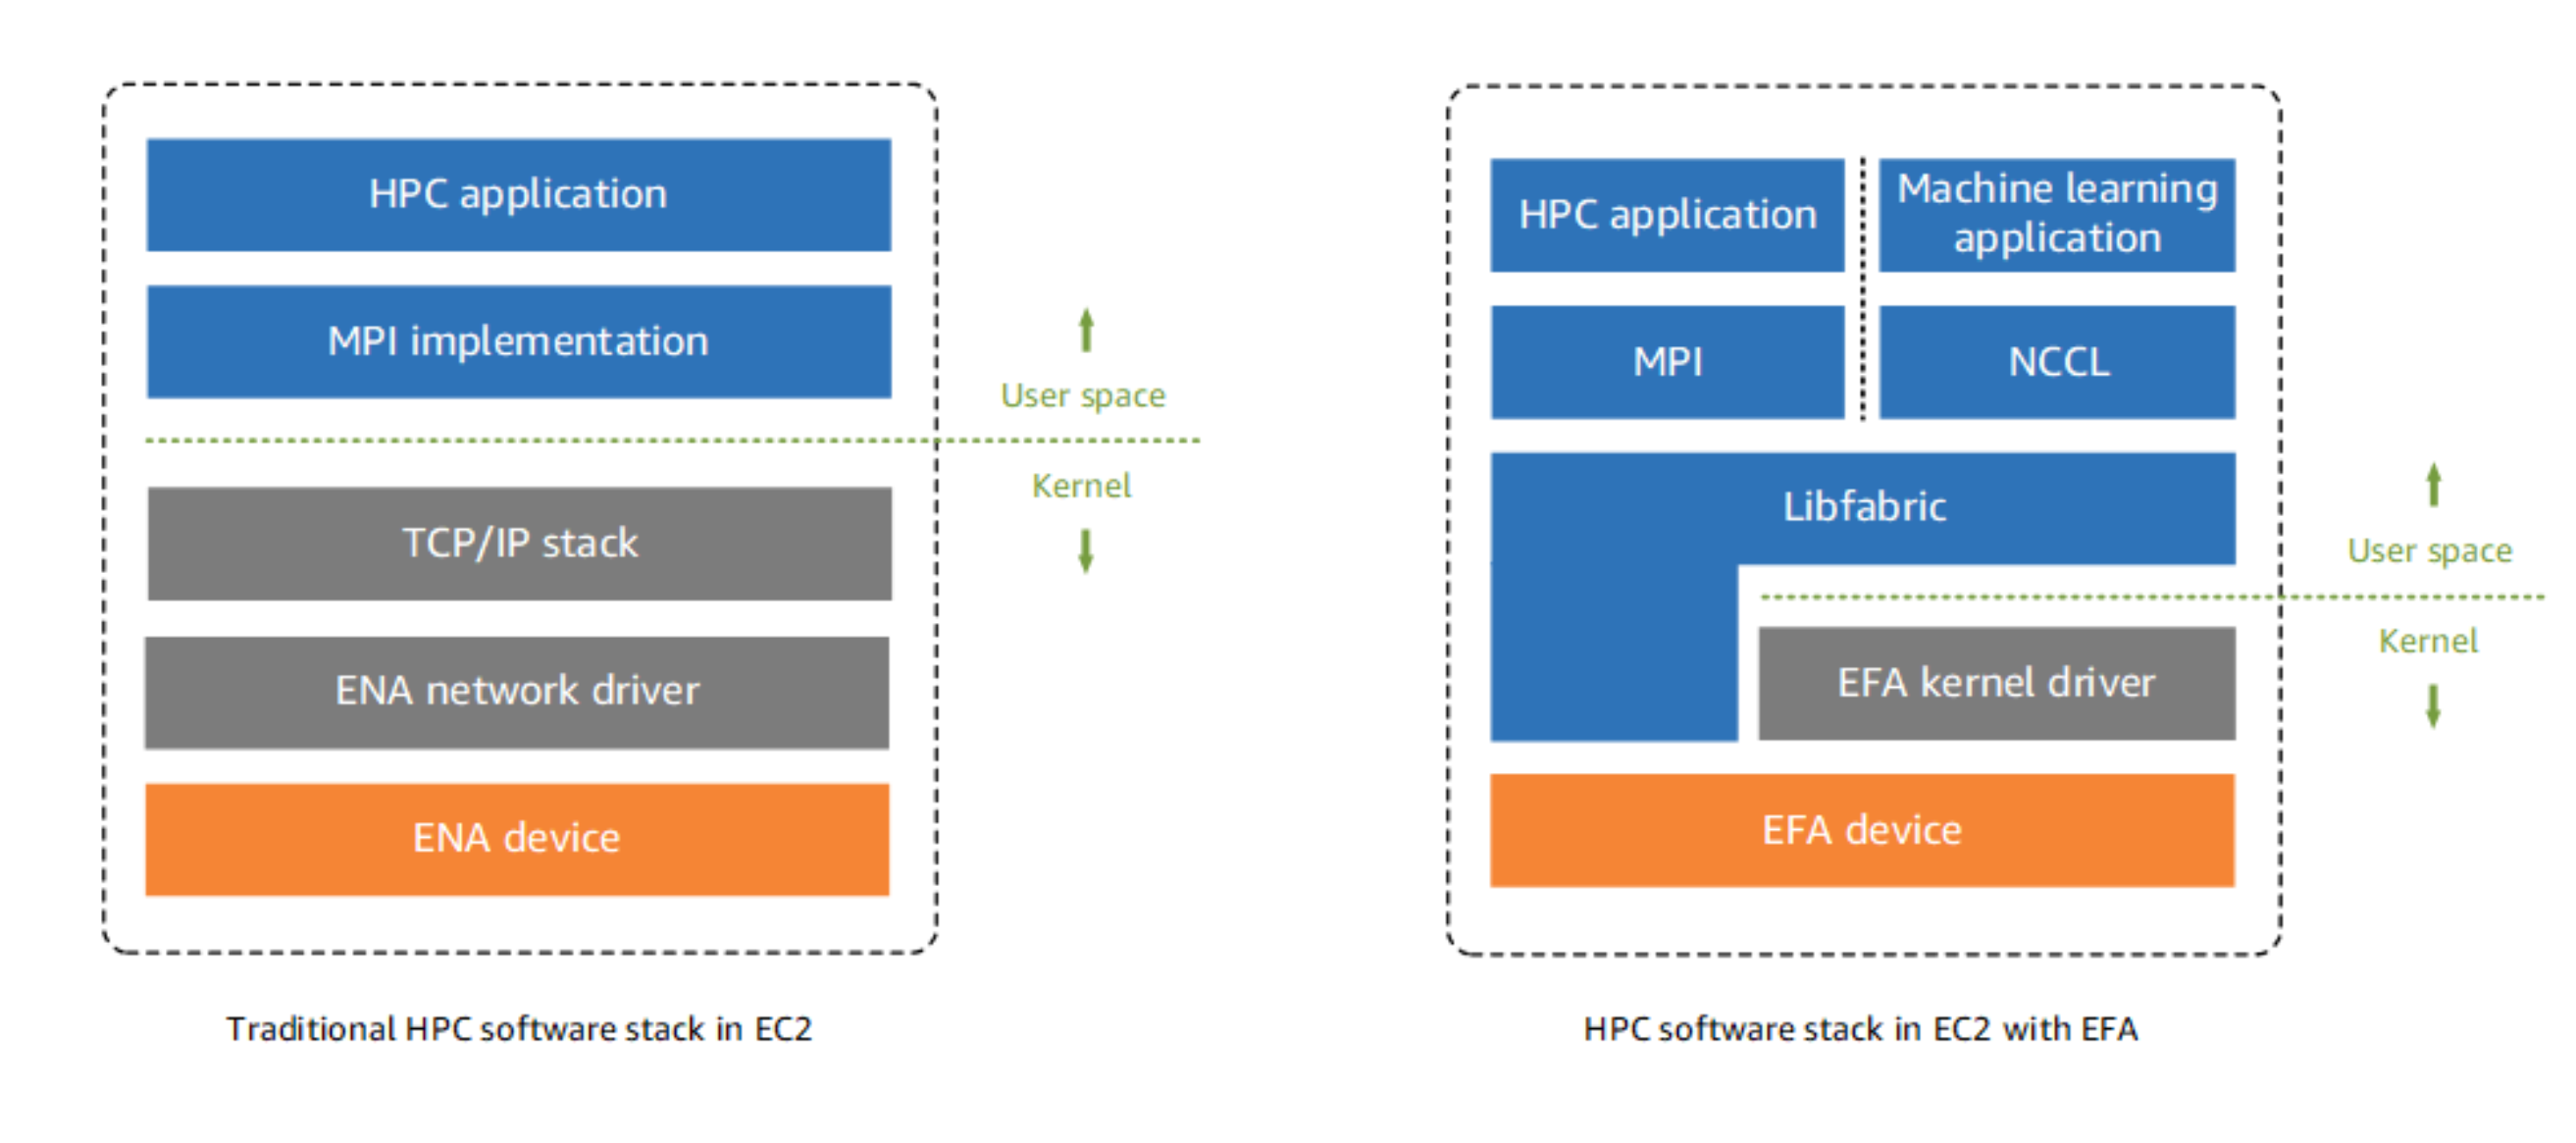 HPC application
MPI implementation
User space
Kernel
TCP/IP stack
ENA network driver
ENA device
Traditional HPC software stack in EC2
HPC application
Machine learning
application
MPI
NCCL
Libfabric
User space
Kernel
EFA kernel driver
EFA device
HPC software stack in EC2 with EFA